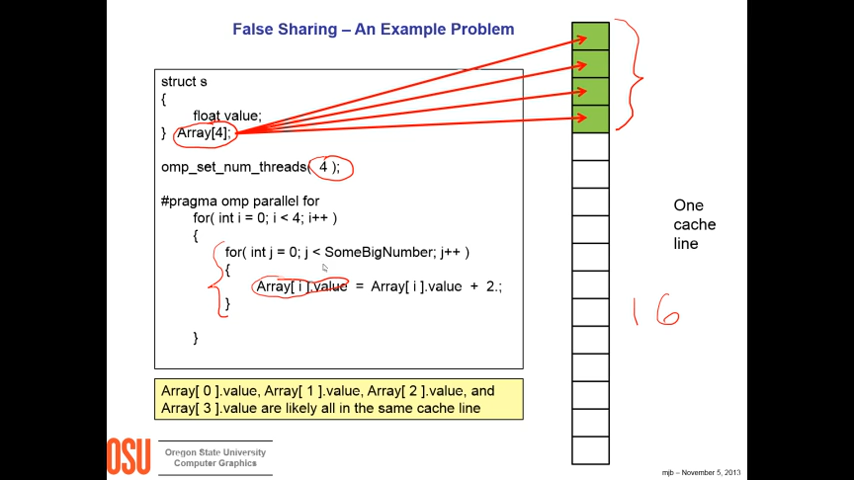 False Sharing – An Example Problem
struct s
{
float value;
} Array[4];
omp_set_num_threads( 4 );
#pragma omp parallel for
for( int i = 0; i < 4; i++ )
{
for( int j = 0; j < SomeBigNumber; j++ )
{
Array[ i ].value = Array[ i ].value + 2.;
}
}
One
cache
line
16
Array[ 0 ].value, Array[ 1 ].value, Array[ 2 ].value, and
Array[ 3 ].value are likely all in the same cache line
OSU
Oregon State University
Computer Graphics
mjb – November 5, 2013